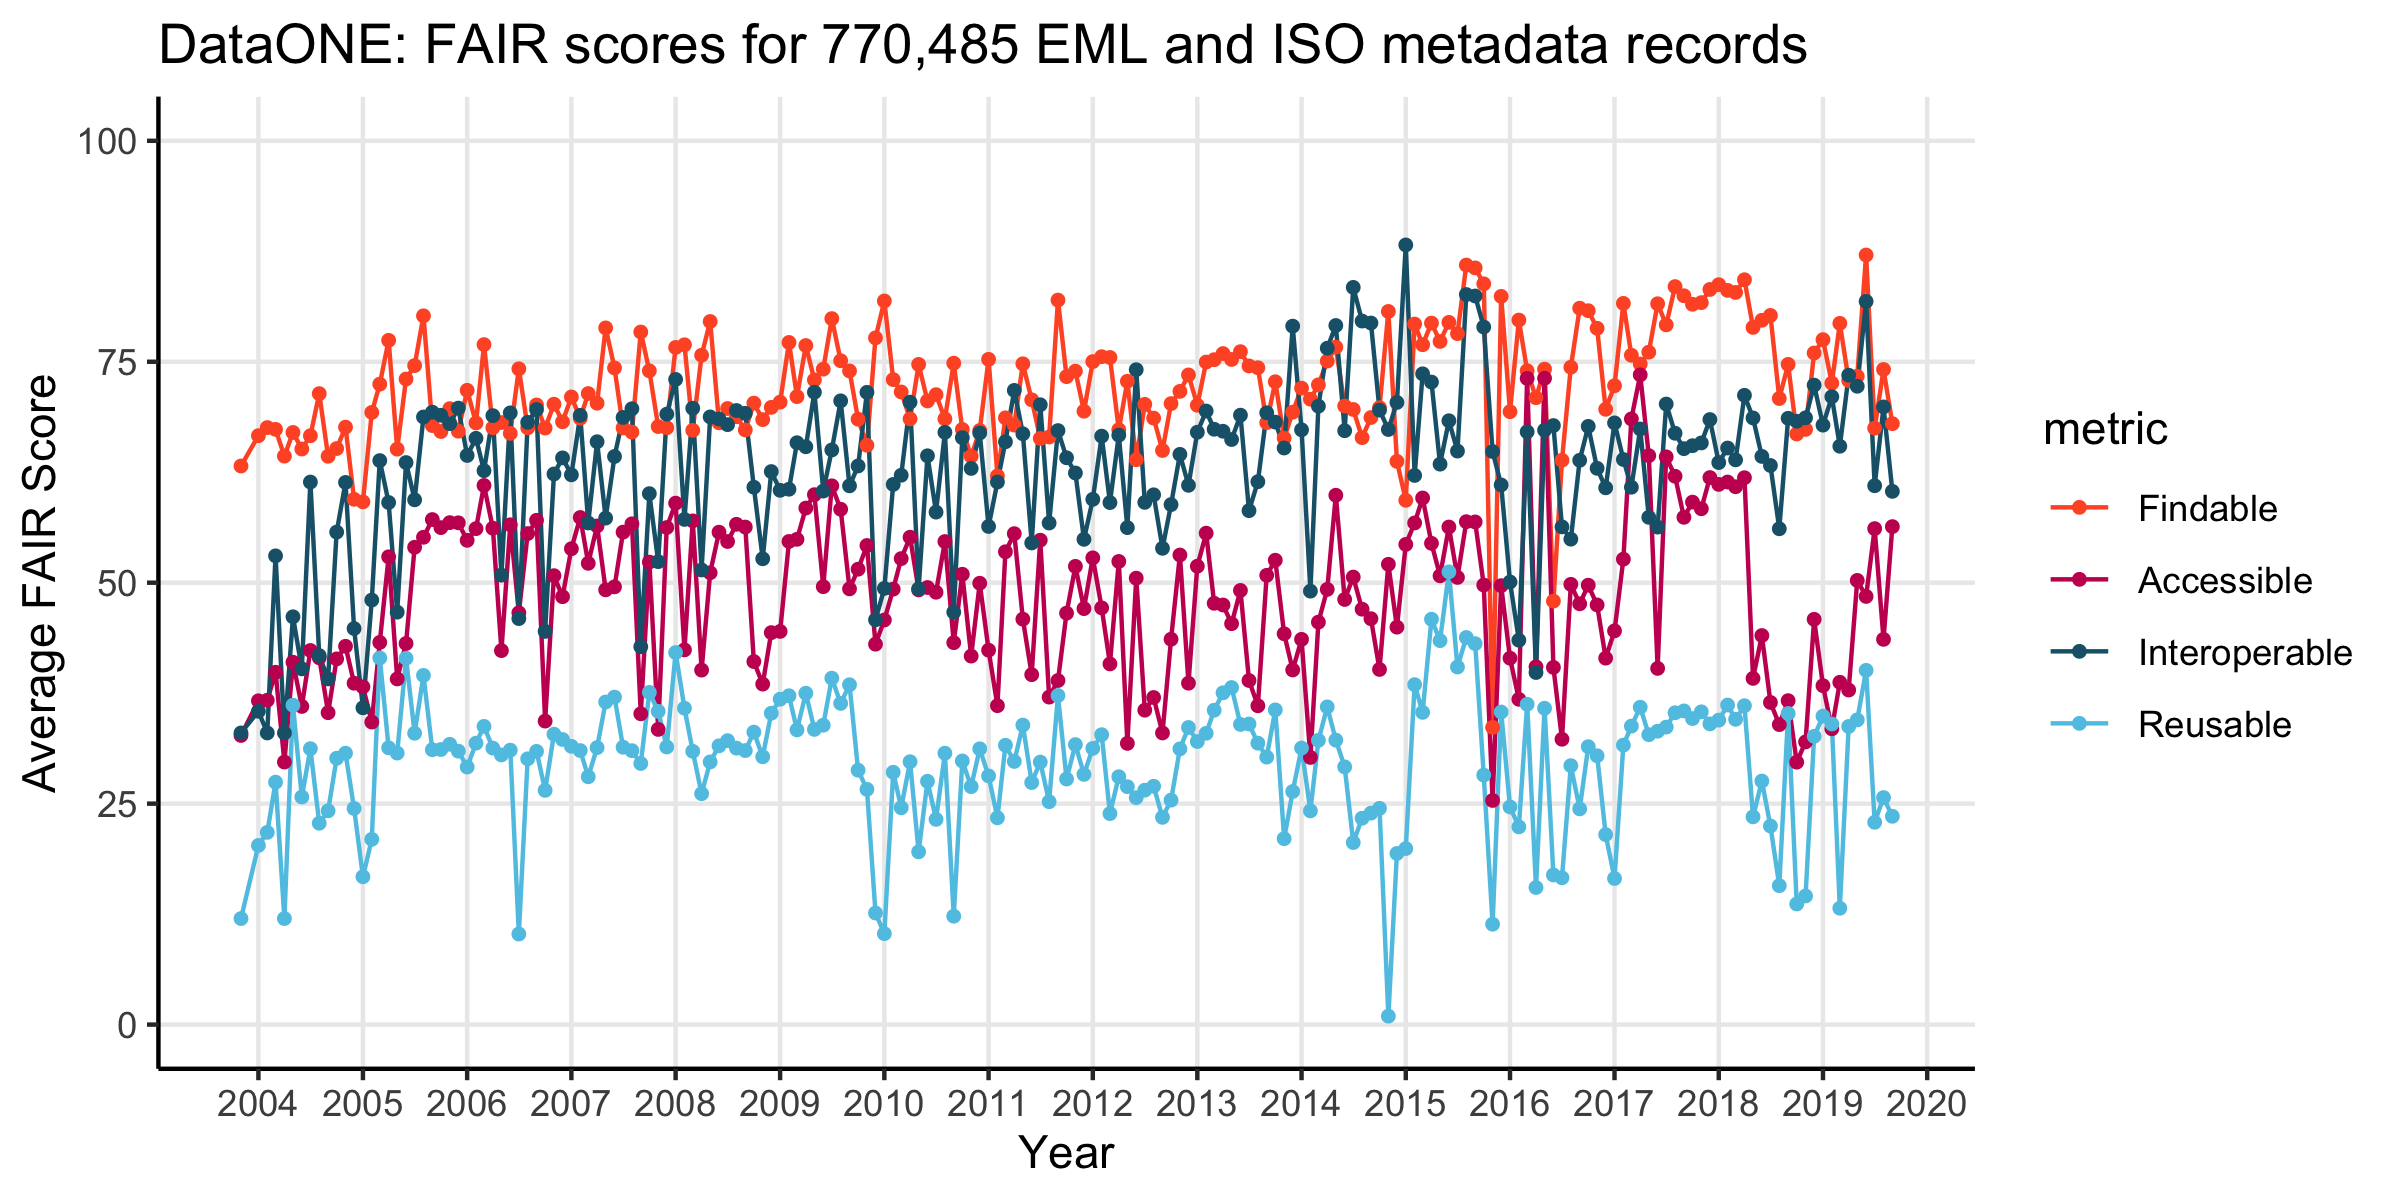 DataONE: FAIR scores for 770,485 EML and ISO metadata records
Average FAIR Score
100
75
50
25
0
2004 2005 2006 2007 2008 2009 2010 2011 2012 2013 2014 2015 2016 2017 2018 2019 2020
Year
metric
Findable
Accessible
Interoperable
Reusable